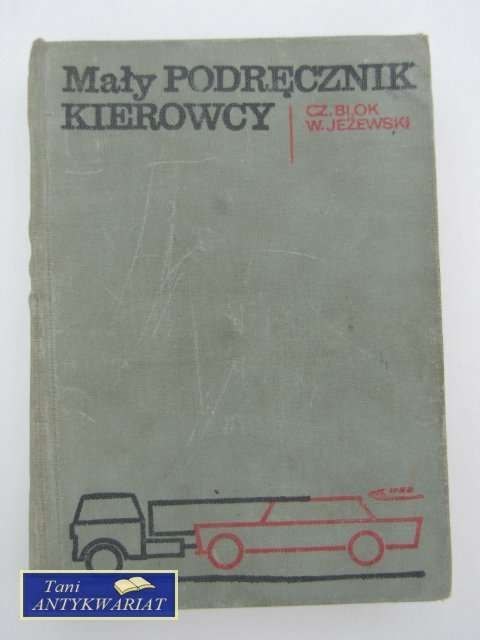 Mały PODRĘCZNIK
KIEROWCY
CZ. BLOK
W. JEŻEWSKI
Tani
ANTYKWARIAT